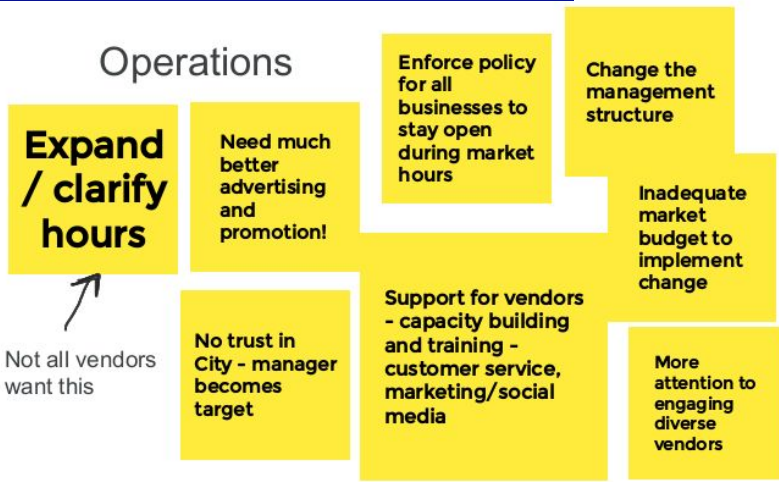 Operations
Expand
/ clarify
hours
Not all vendors
want this
Need much
better
advertising
and
promotion!
No trust in
City - manager
becomes
target
Enforce policy
for all
businesses to
stay open
during market
hours
Support for vendors
- capacity building
and training -
customer service,
marketing/social
media
Change the
management
structure
Inadequate
market
budget to
implement
change
More
attention to
engaging
diverse
vendors